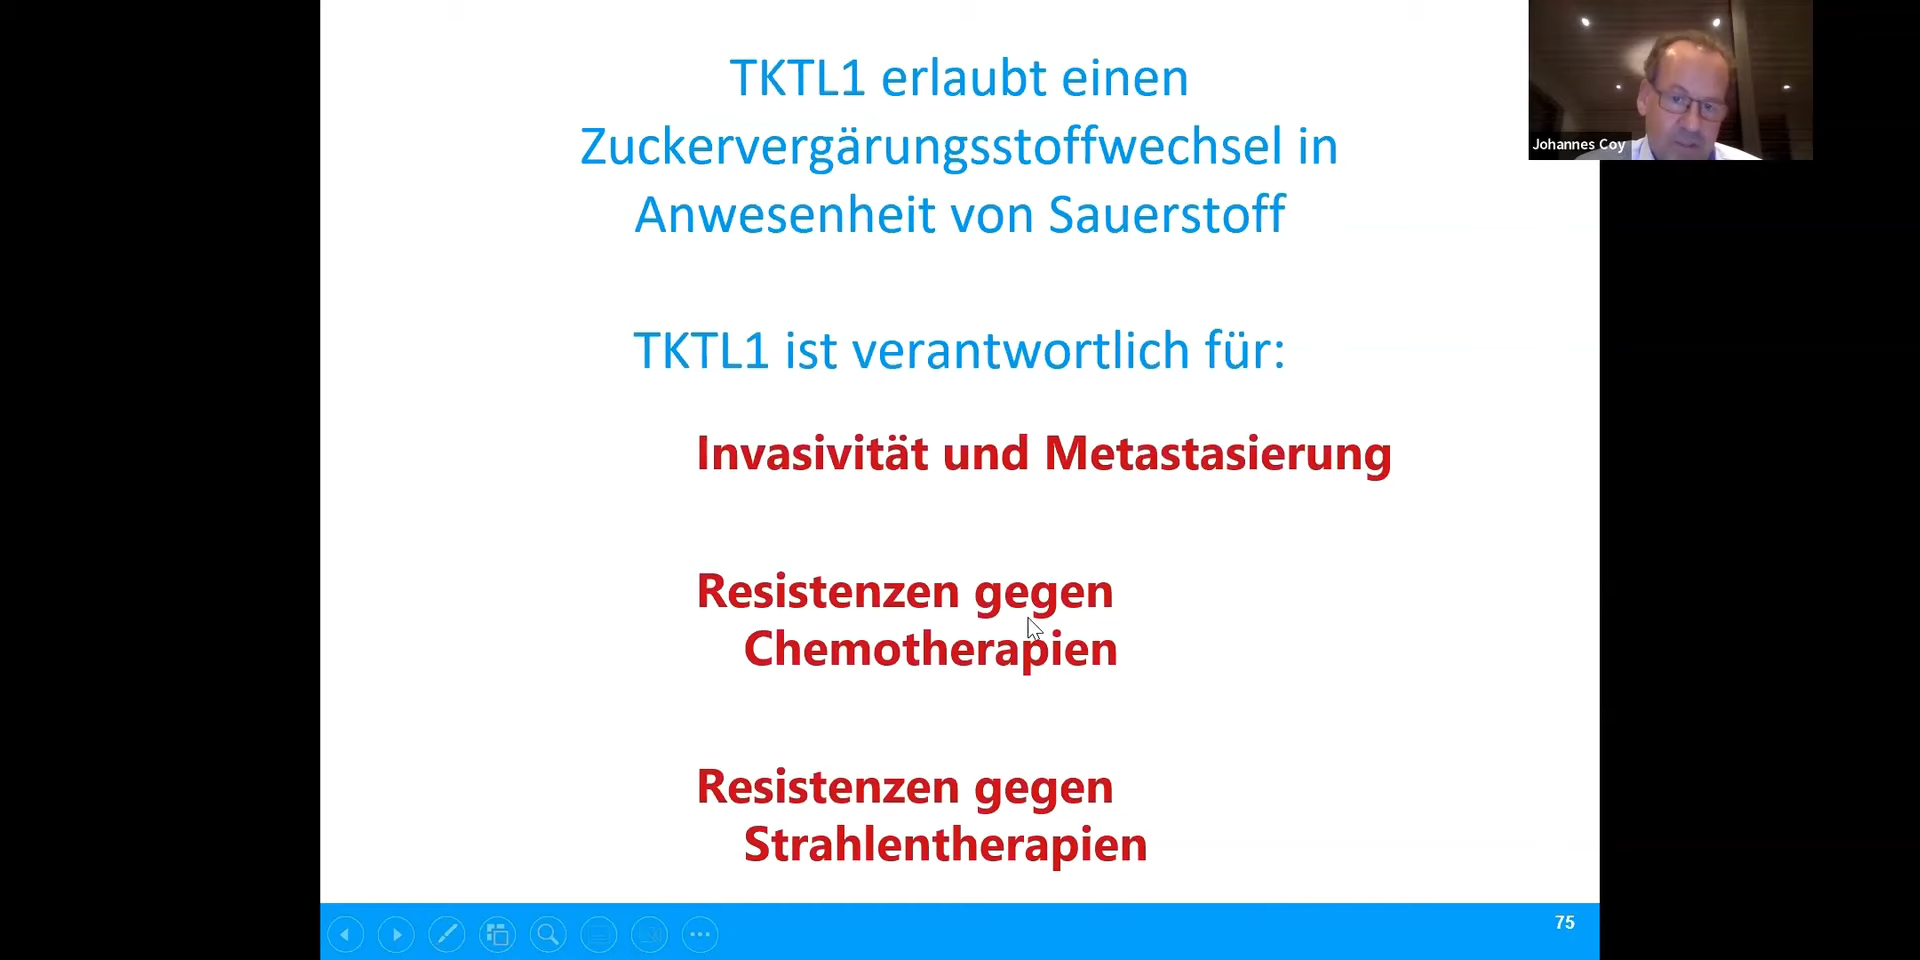 TKTL1 erlaubt einen
Zuckervergärungsstoffwechsel in
Anwesenheit von Sauerstoff
TKTL1 ist verantwortlich für:
Invasivität und Metastasierung
Resistenzen gegen
Chemotherapien
Resistenzen gegen
Strahlentherapien
Johannes Coy
75